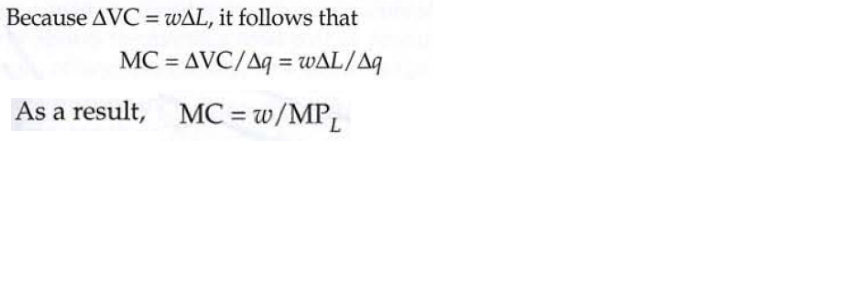 Because ΔVC = wΔL, it follows that
MC = ΔVC/Δq = wΔL/Δq
As a result, MC = w/MP_L